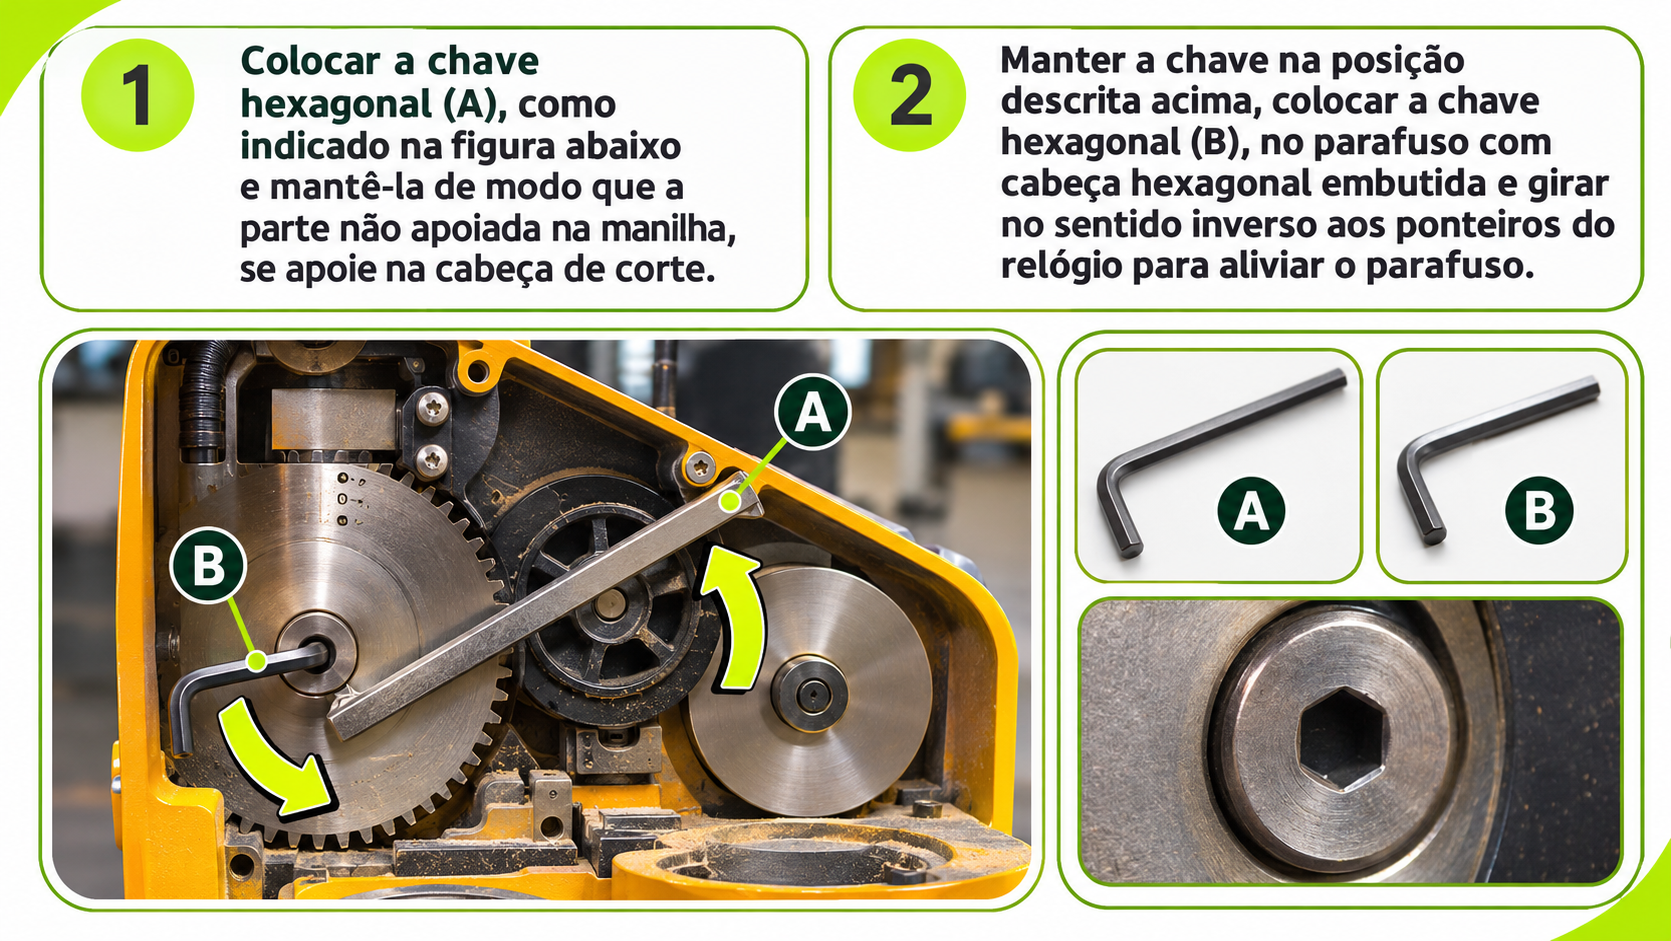 1
Colocar a chave
hexagonal (A), como
indicado na figura abaixo
e mantê-la de modo que a
parte não apoiada na manilha,
se apoie na cabeça de corte.
2
Manter a chave na posição
descrita acima, colocar a chave
hexagonal (B), no parafuso com
cabeça hexagonal embutida e girar
no sentido inverso aos ponteiros do
relógio para aliviar o parafuso.
A
B
A
B